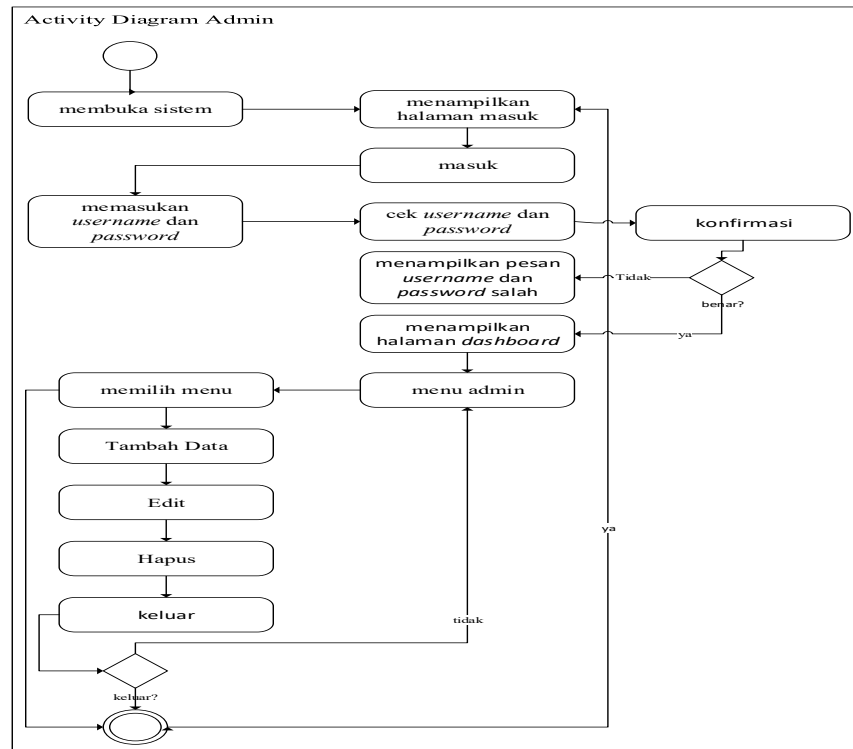 Activity Diagram Admin
membuka sistem
menampilkan
halaman masuk
masuk
memasukan
username dan
password
cek username dan
password
konfirmasi
menampilkan pesan
username dan
password salah
Tidak
benar?
menampilkan
halaman dashboard
ya
memilih menu
menu admin
Tambah Data
Edit
ya
Hapus
keluar
tidak
keluar?